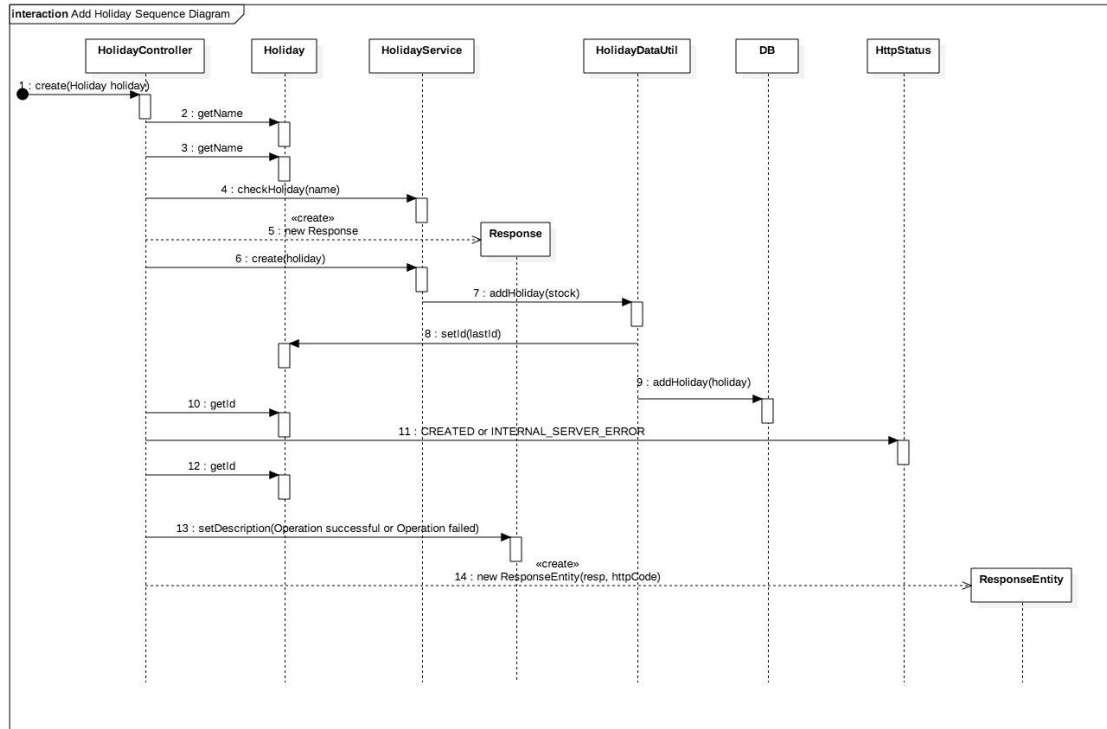 interaction Add Holiday Sequence Diagram
HolidayController
Holiday
HolidayService
HolidayDataUtil
DB
HttpStatus
1 : create(Holiday holiday)
2 : getName
3 : getName
4 : checkHoliday(name)
«create»
5 : new Response
Response
6 : create(holiday)
7 : addHoliday(stock)
8 : setId(lastId)
9 : addHoliday(holiday)
10 : getId
11 : CREATED or INTERNAL_SERVER_ERROR
12 : getId
13 : setDescription(Operation successful or Operation failed)
«create»
14 : new ResponseEntity(resp, httpCode)
ResponseEntity